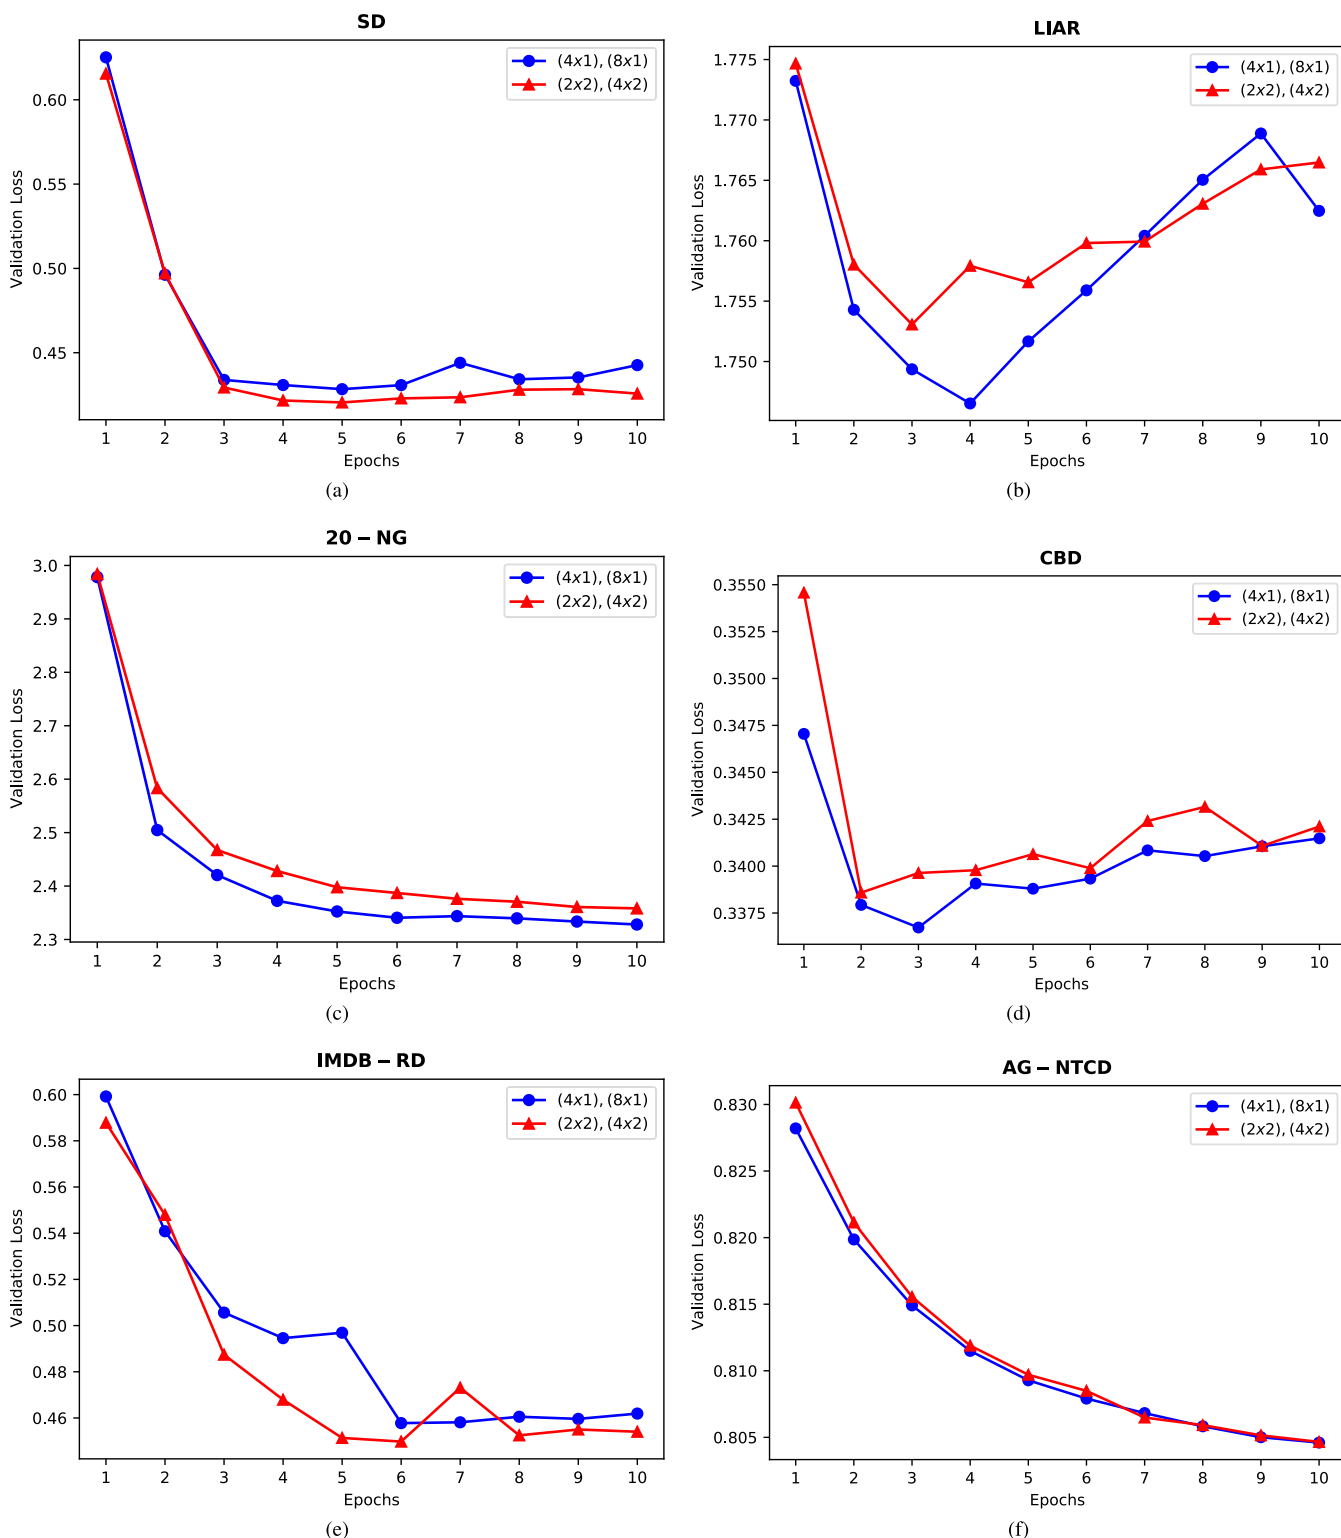 SD
(4x1), (8x1)
(2x2), (4x2)
0.60
0.55
0.50
0.45
Validation Loss
1 2 3 4 5 6 7 8 9 10
Epochs
(a)
LIAR
(4x1), (8x1)
(2x2), (4x2)
1.775
1.770
1.765
1.760
1.755
1.750
Validation Loss
1 2 3 4 5 6 7 8 9 10
Epochs
(b)
20 − NG
(4x1), (8x1)
(2x2), (4x2)
3.0
2.9
2.8
2.7
2.6
2.5
2.4
2.3
Validation Loss
1 2 3 4 5 6 7 8 9 10
Epochs
(c)
CBD
(4x1), (8x1)
(2x2), (4x2)
0.3550
0.3525
0.3500
0.3475
0.3450
0.3425
0.3400
0.3375
Validation Loss
1 2 3 4 5 6 7 8 9 10
Epochs
(d)
IMDB − RD
(4x1), (8x1)
(2x2), (4x2)
0.60
0.58
0.56
0.54
0.52
0.50
0.48
0.46
Validation Loss
1 2 3 4 5 6 7 8 9 10
Epochs
(e)
AG − NTCD
(4x1), (8x1)
(2x2), (4x2)
0.830
0.825
0.820
0.815
0.810
0.805
Validation Loss
1 2 3 4 5 6 7 8 9 10
Epochs
(f)